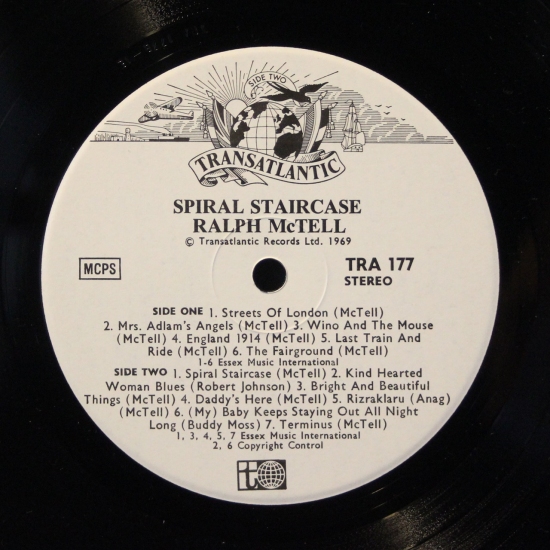 SIDE TWO
TRANSATLANTIC
SPIRAL STAIRCASE
RALPH McTELL
© Transatlantic Records Ltd. 1969
MCPS
TRA 177
STEREO
SIDE ONE 1. Streets Of London (McTell)
2. Mrs. Adlam's Angels (McTell) 3. Wino And The Mouse
(McTell) 4. England 1914 (McTell) 5. Last Train And
Ride (McTell) 6. The Fairground (McTell)
1-6 Essex Music International
SIDE TWO 1. Spiral Staircase (McTell) 2. Kind Hearted
Woman Blues (Robert Johnson) 3. Bright And Beautiful
Things (McTell) 4. Daddy's Here (McTell) 5. Rizraklaru (Anag)
(McTell) 6. (My) Baby Keeps Staying Out All Night
Long (Buddy Moss) 7. Terminus (McTell)
1, 3, 4, 5, 7 Essex Music International
2, 6 Copyright Control